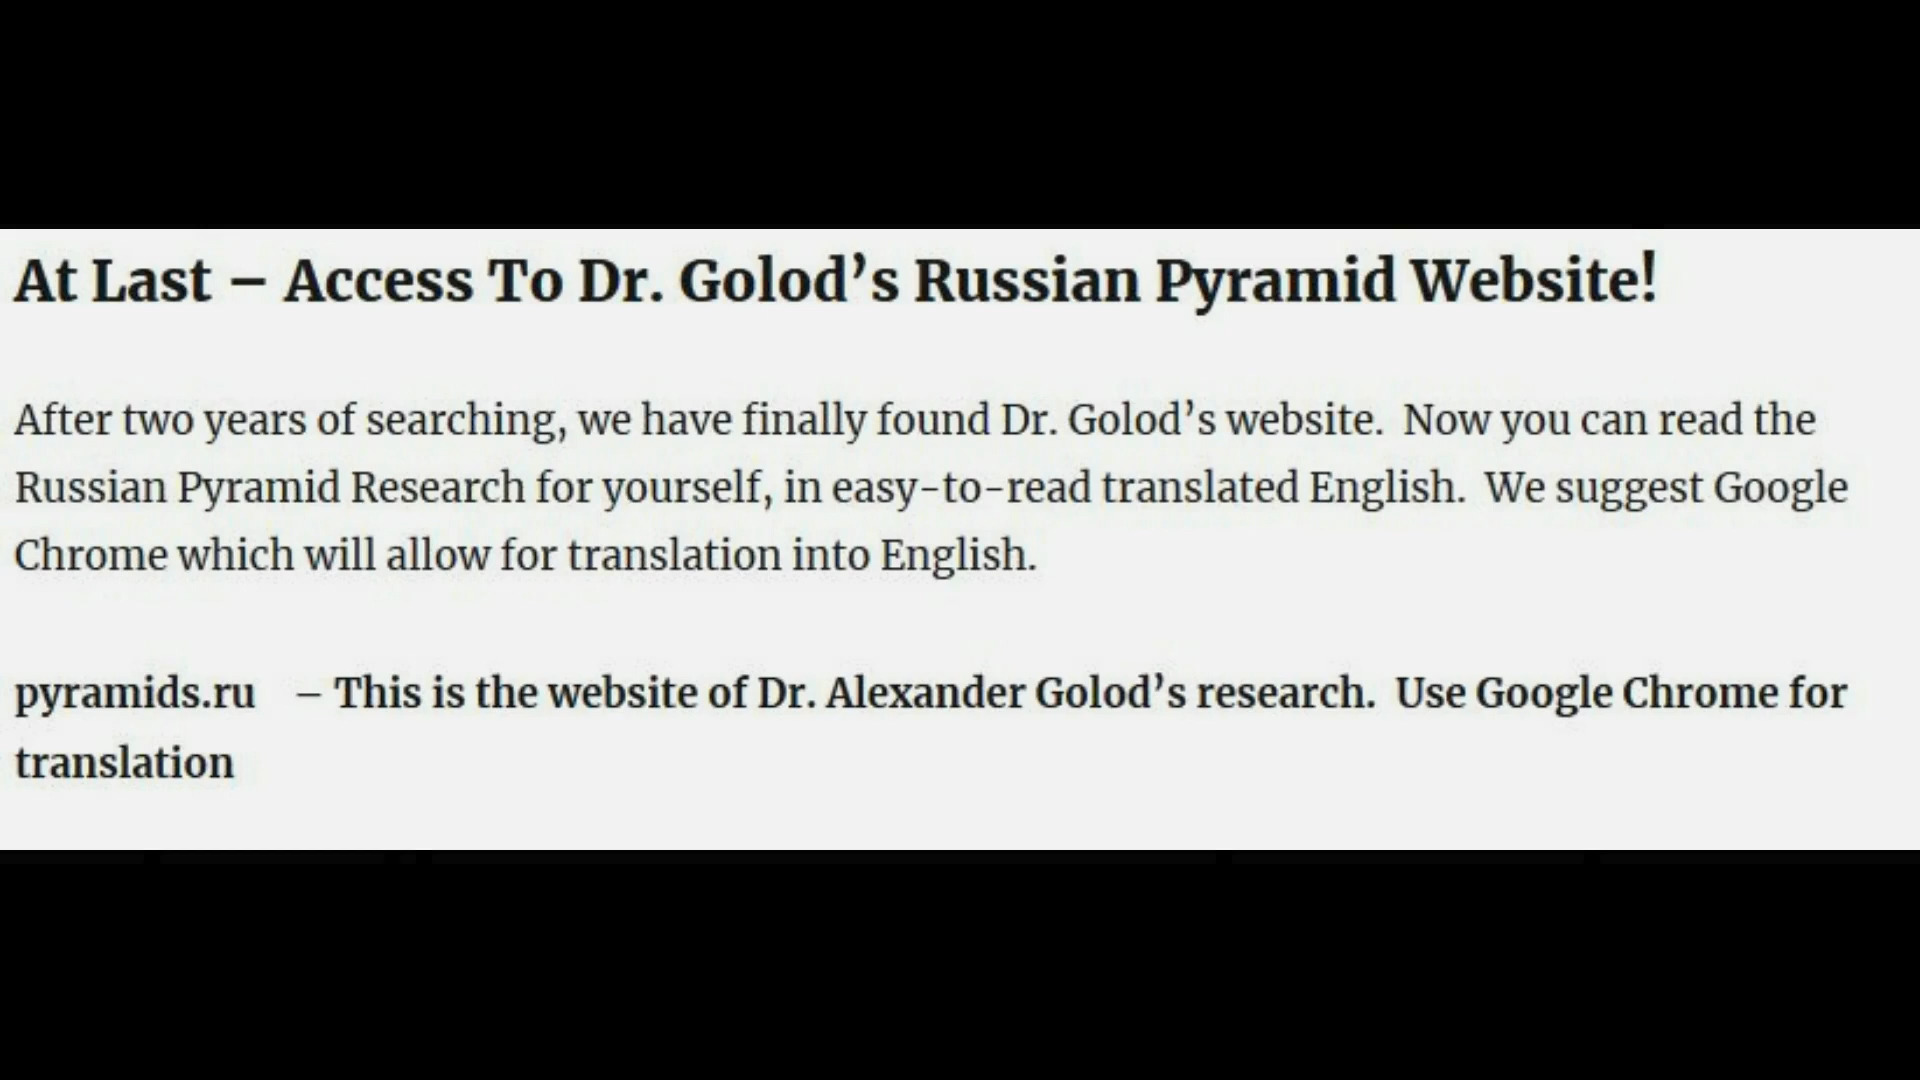 At Last – Access To Dr. Golod’s Russian Pyramid Website!
After two years of searching, we have finally found Dr. Golod’s website.  Now you can read the
Russian Pyramid Research for yourself, in easy-to-read translated English.  We suggest Google
Chrome which will allow for translation into English.
pyramids.ru    – This is the website of Dr. Alexander Golod’s research.  Use Google Chrome for
translation